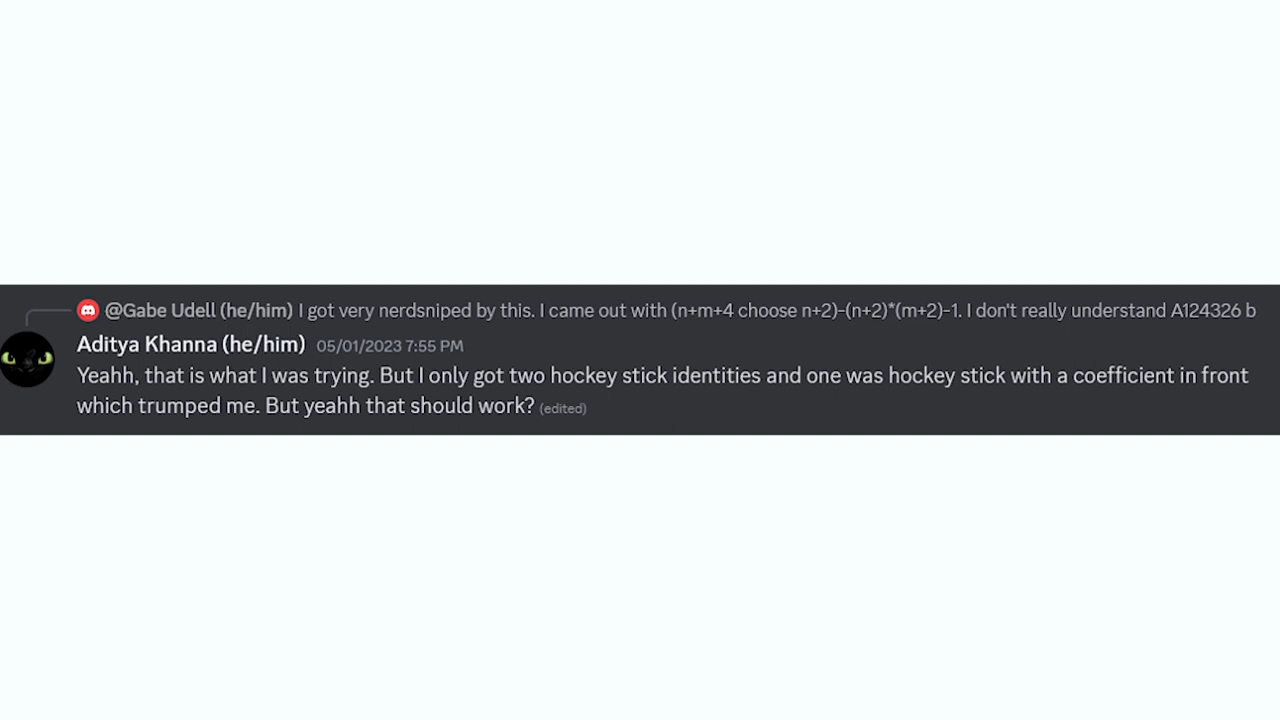 @Gabe Udell (he/him) I got very nerdsniped by this. I came out with (n+m+4 choose n+2)-(n+2)*(m+2)-1. I don't really understand A124326 b
Aditya Khanna (he/him) 05/01/2023 7:55 PM
Yeahh, that is what I was trying. But I only got two hockey stick identities and one was hockey stick with a coefficient in front
which trumped me. But yeahh that should work? (edited)